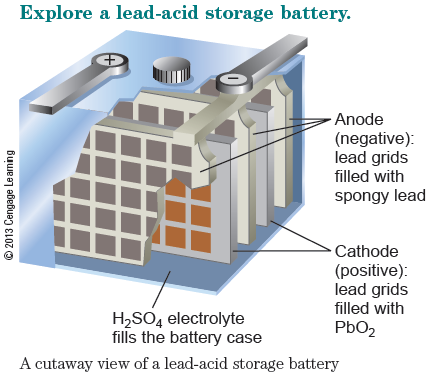 Explore a lead-acid storage battery.
+
−
Anode
(negative):
lead grids
filled with
spongy lead
© 2013 Cengage Learning
Cathode
(positive):
lead grids
filled with
PbO₂
H₂SO₄ electrolyte
fills the battery case
A cutaway view of a lead-acid storage battery